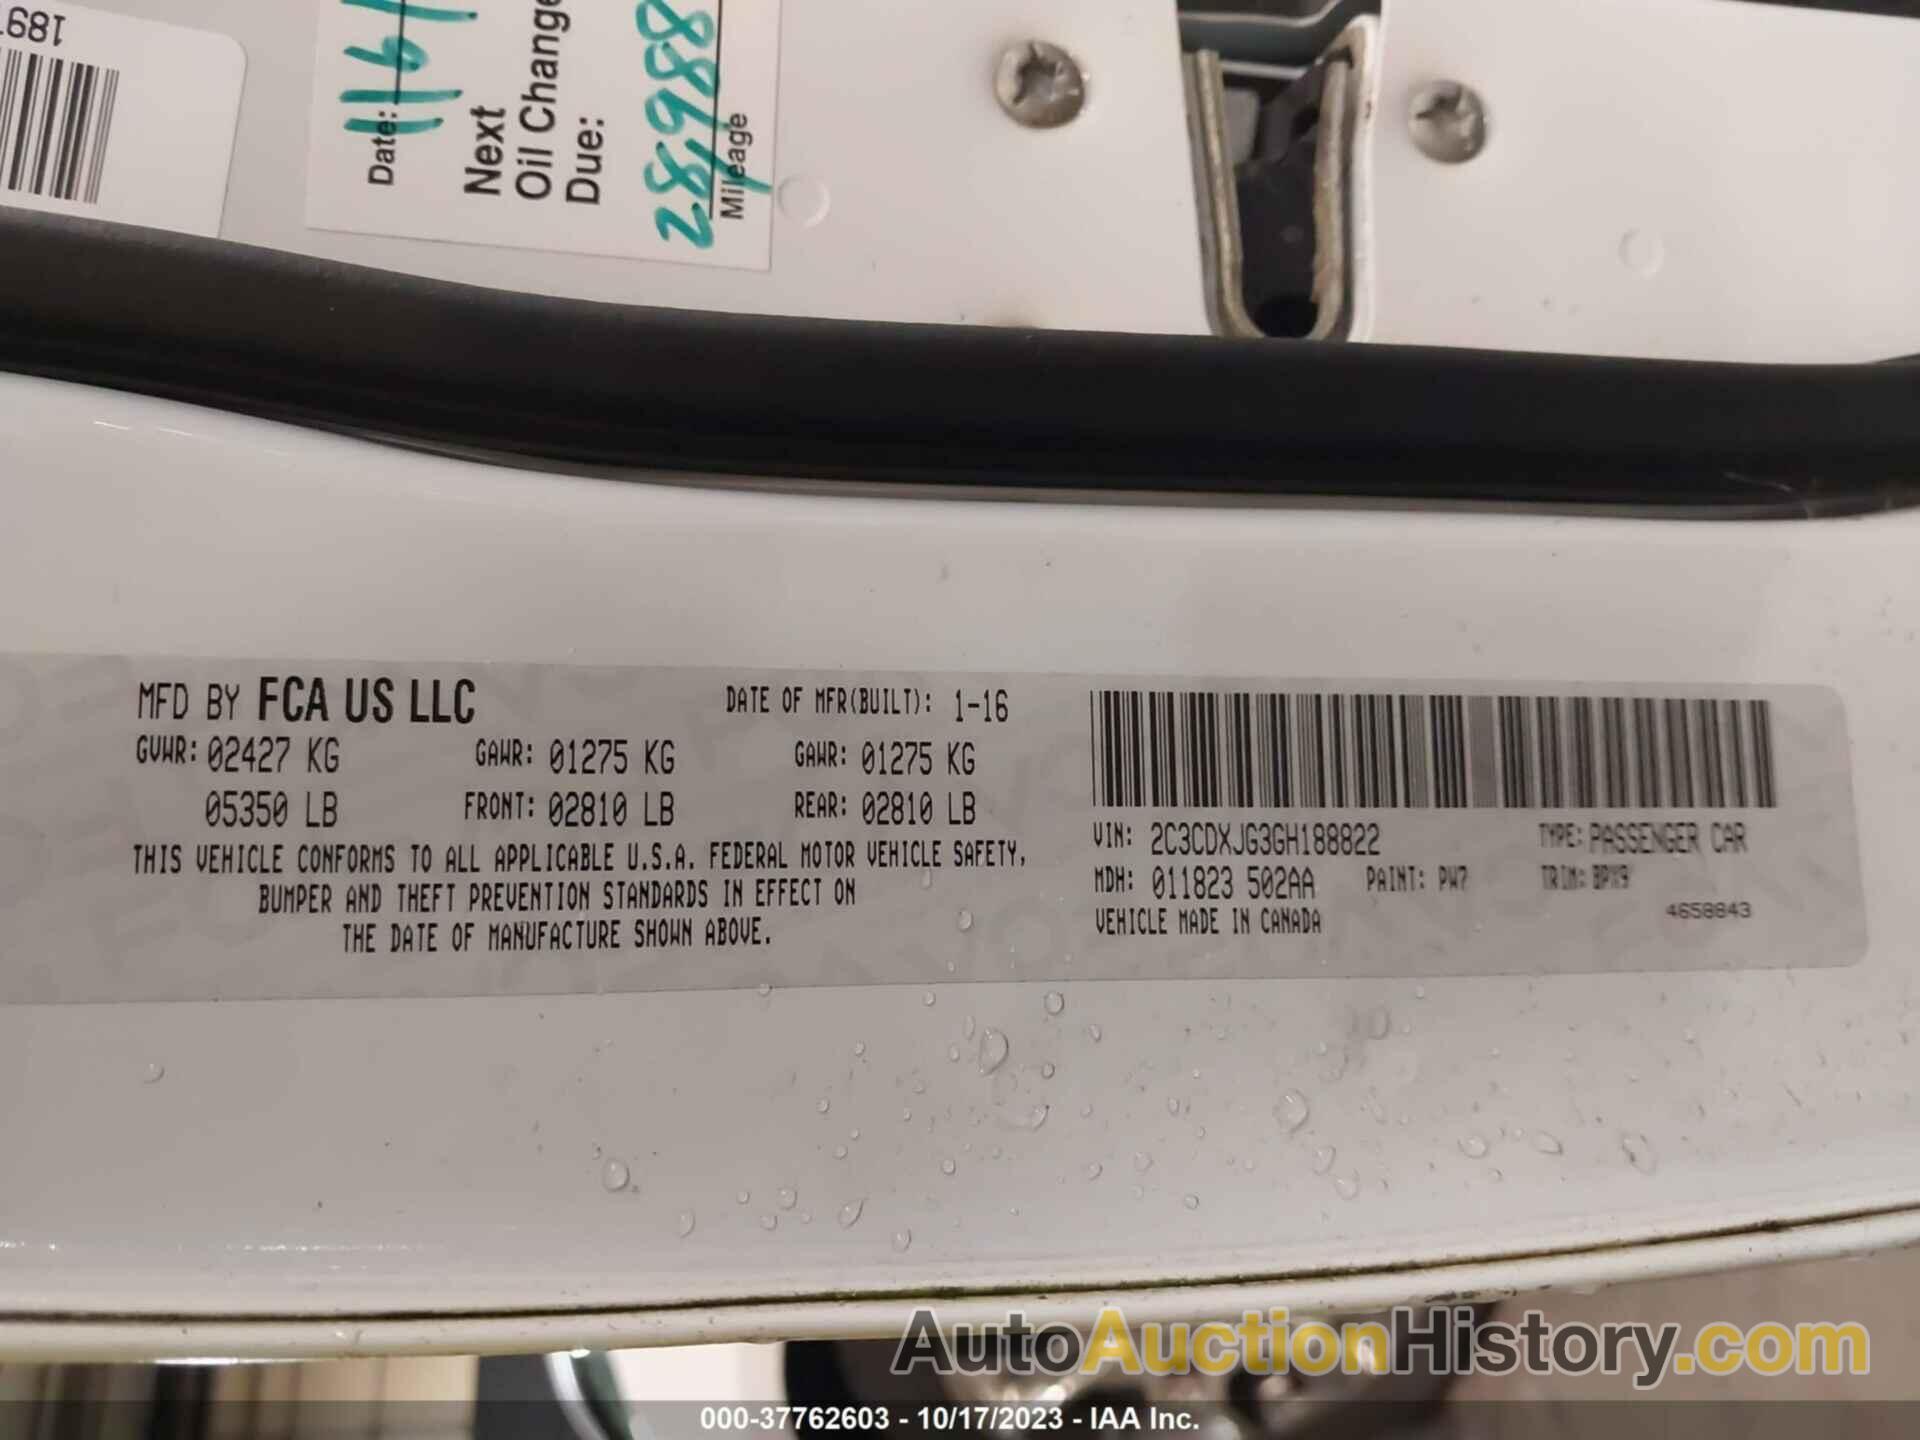 Date:
Next
Oil Change
Due:
Mileage
MFD BY FCA US LLC
DATE OF MFR(BUILT): 1-16
GVWR: 02427 KG
GAWR: 01275 KG
GAWR: 01275 KG
05350 LB
FRONT: 02810 LB
REAR: 02810 LB
THIS VEHICLE CONFORMS TO ALL APPLICABLE U.S.A. FEDERAL MOTOR VEHICLE SAFETY,
BUMPER AND THEFT PREVENTION STANDARDS IN EFFECT ON
THE DATE OF MANUFACTURE SHOWN ABOVE.
VIN: 2C3CDXJG3GH188822
TYPE: PASSENGER CAR
MDH: 011823 502AA
PAINT: PW7
TRIM: BPX9
VEHICLE MADE IN CANADA
4658843
AutoAuctionHistory.com
000-37762603 - 10/17/2023 - IAA Inc.